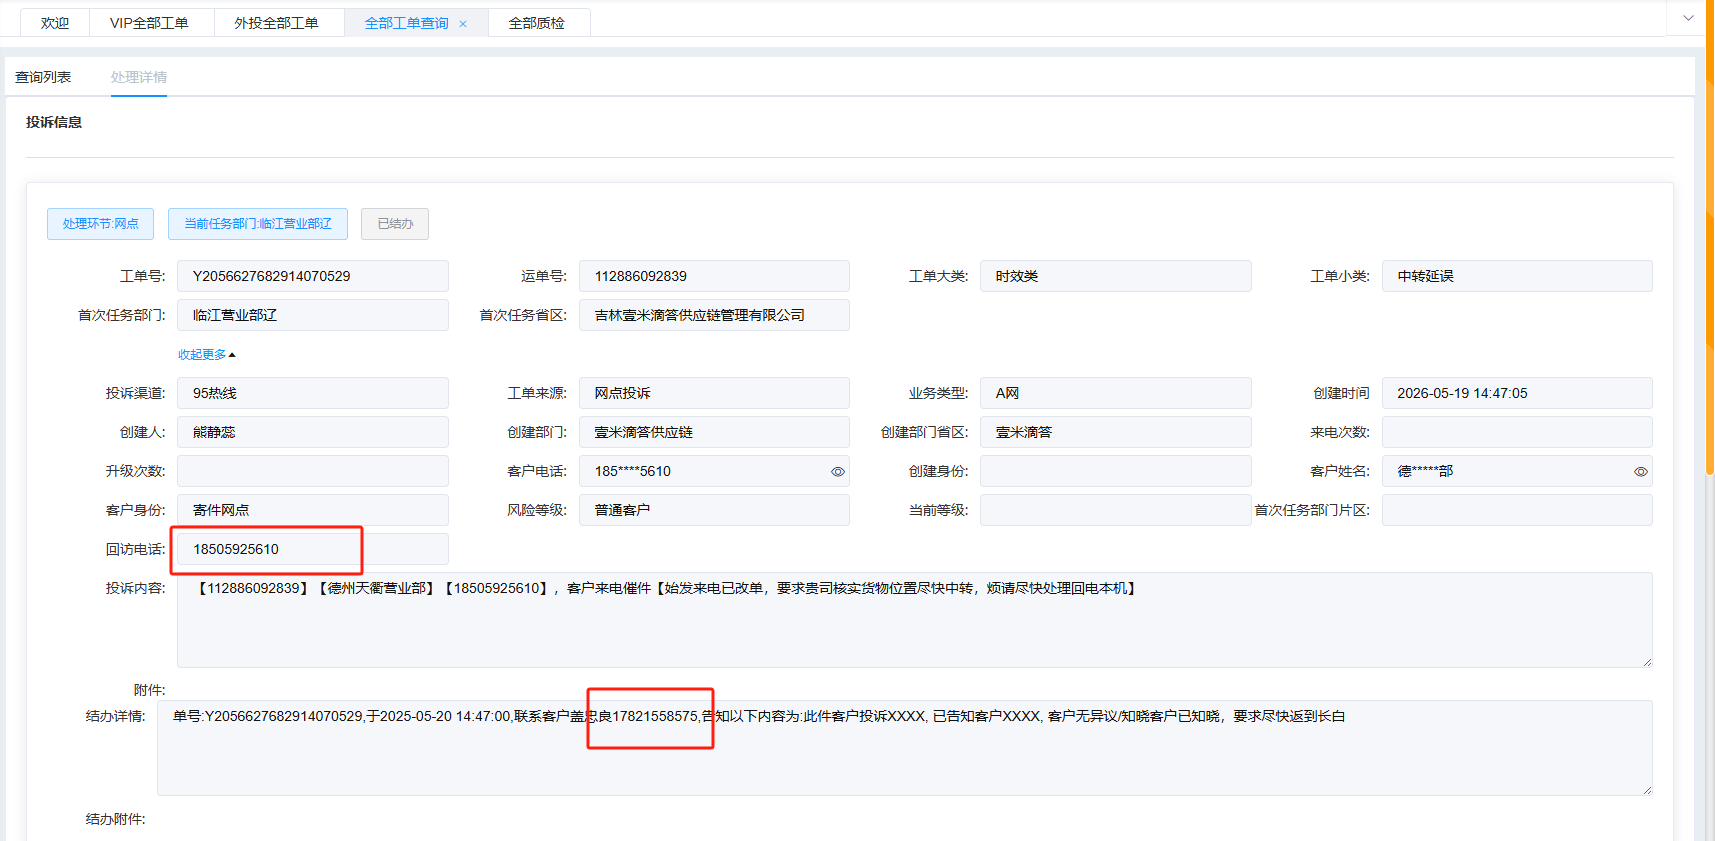 欢迎 VIP全部工单 外投全部工单 全部工单查询 × 全部质检
查询列表 处理详情
投诉信息
处理环节:网点 当前任务部门:临江营业部辽 已结办
工单号: Y2056627682914070529 运单号: 112886092839 工单大类: 时效类 工单小类: 中转延误
首次任务部门: 临江营业部辽 首次任务省区: 吉林壹米滴答供应链管理有限公司
收起更多
投诉渠道: 95热线 工单来源: 网点投诉 业务类型: A网 创建时间 2026-05-19 14:47:05
创建人: 熊静蕊 创建部门: 壹米滴答供应链 创建部门省区: 壹米滴答 来电次数:
升级次数: 客户电话: 185****5610 创建身份: 客户姓名: 德*****部
客户身份: 寄件网点 风险等级: 普通客户 当前等级: 首次任务部门片区:
回访电话: 18505925610
投诉内容: 【112886092839】【德州天衢营业部】【18505925610】，客户来电催件【始发来电已改单，要求贵司核实货物位置尽快中转，烦请尽快处理回电本机】
附件:
结办详情: 单号:Y2056627682914070529,于2025-05-20 14:47:00,联系客户盖忠良17821558575,告知以下内容为:此件客户投诉XXXX, 已告知客户XXXX, 客户无异议/知晓客户已知晓，要求尽快返到长白
结办附件: